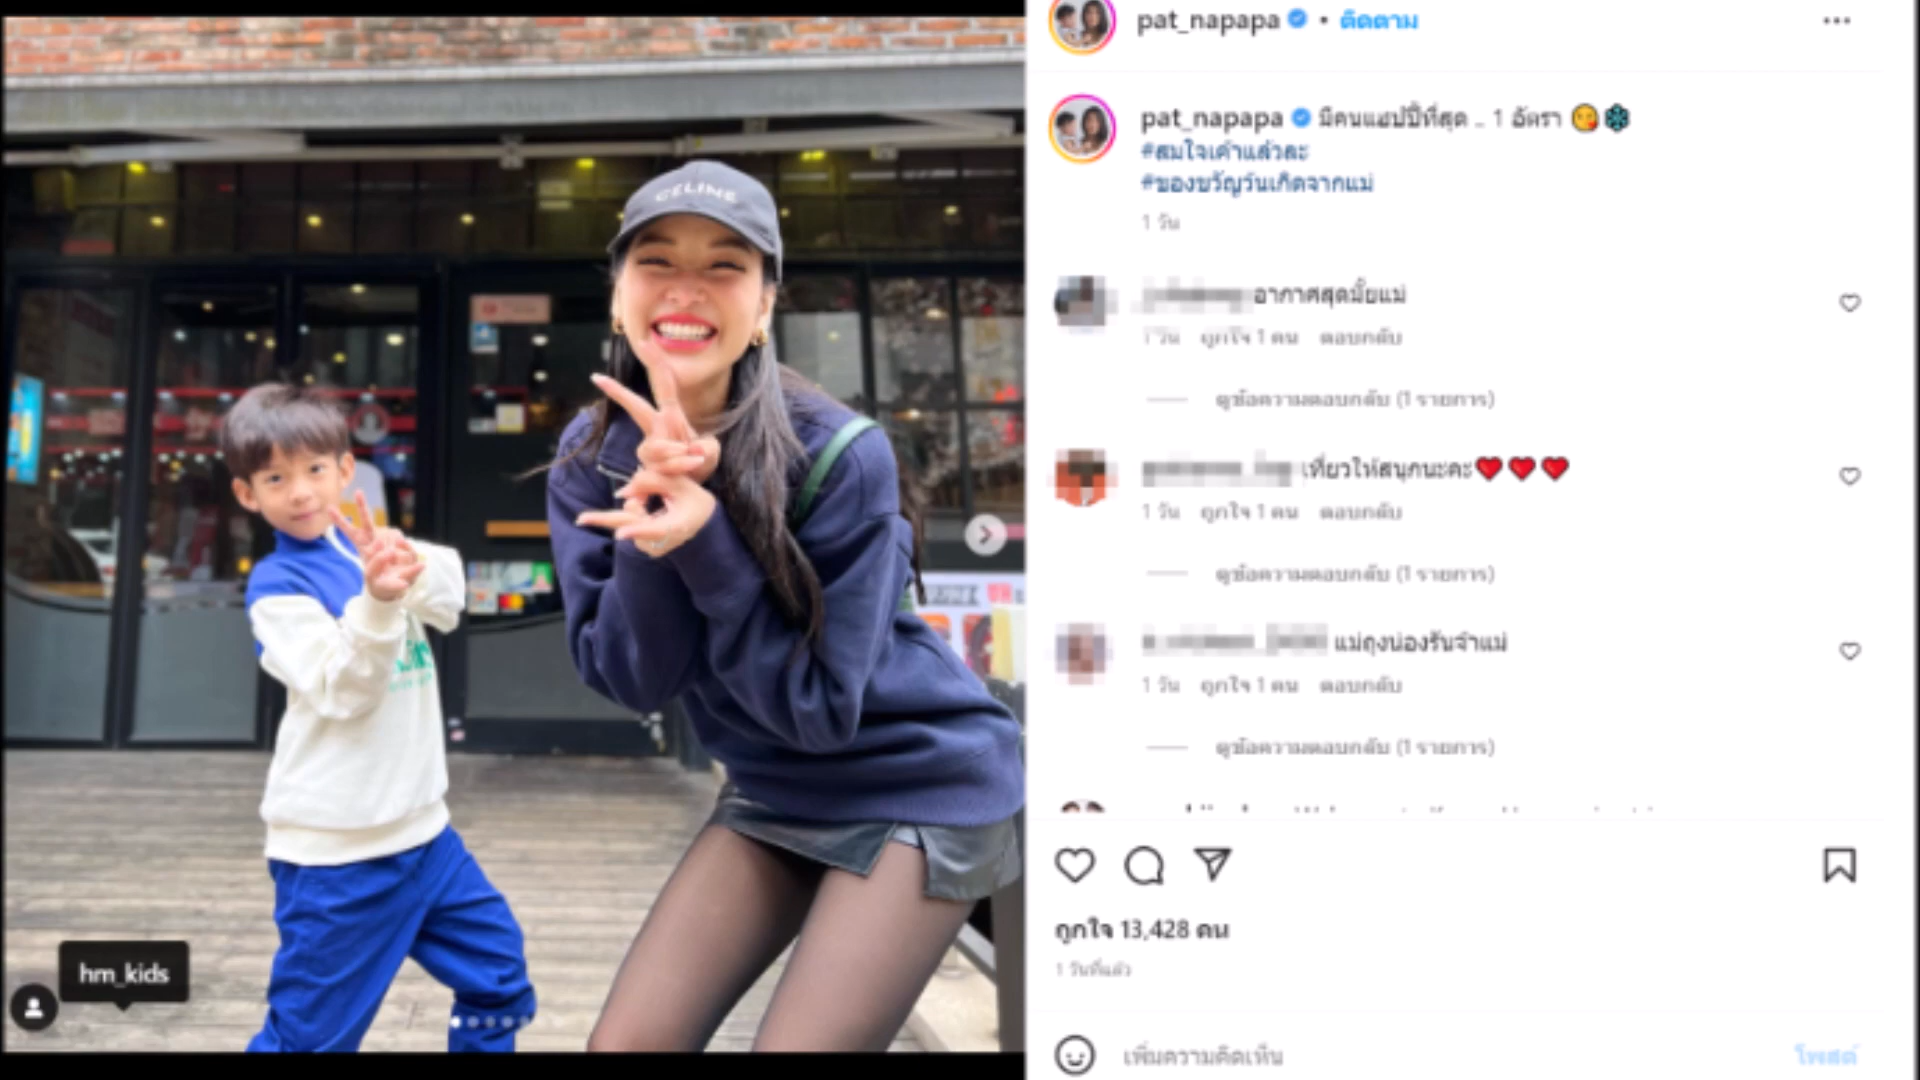 CELINE
hm_kids
pat_napapa • ติดตาม
pat_napapa มีคนแฮปปี้ที่สุด .. 1 อัตรา 😋❄️
#สมใจเค้าแล้วละ
#ของขวัญวันเกิดจากแม่
1 วัน
อากาศสุดมั้ยแม่
1 วัน ถูกใจ 1 คน ตอบกลับ
ดูข้อความตอบกลับ (1 รายการ)
เที่ยวให้สนุกนะคะ❤️❤️❤️
1 วัน ถูกใจ 1 คน ตอบกลับ
ดูข้อความตอบกลับ (1 รายการ)
แม่ถุงน่องรันจ้าแม่
1 วัน ถูกใจ 1 คน ตอบกลับ
ดูข้อความตอบกลับ (1 รายการ)
ถูกใจ 13,428 คน
1 วันที่แล้ว
เพิ่มความคิดเห็น
โพสต์